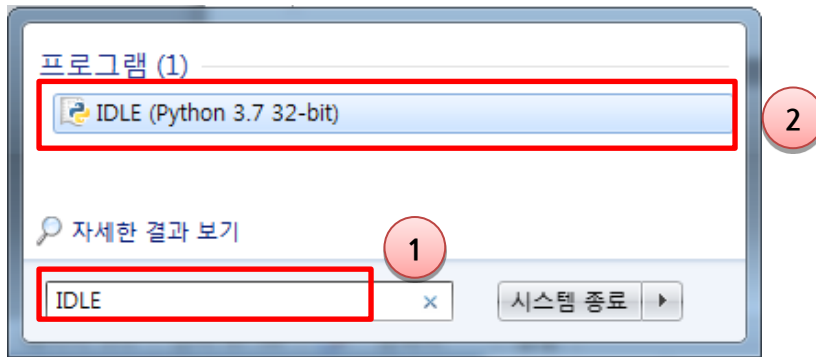 프로그램 (1)
IDLE (Python 3.7 32-bit)
2
자세한 결과 보기
1
IDLE
시스템 종료